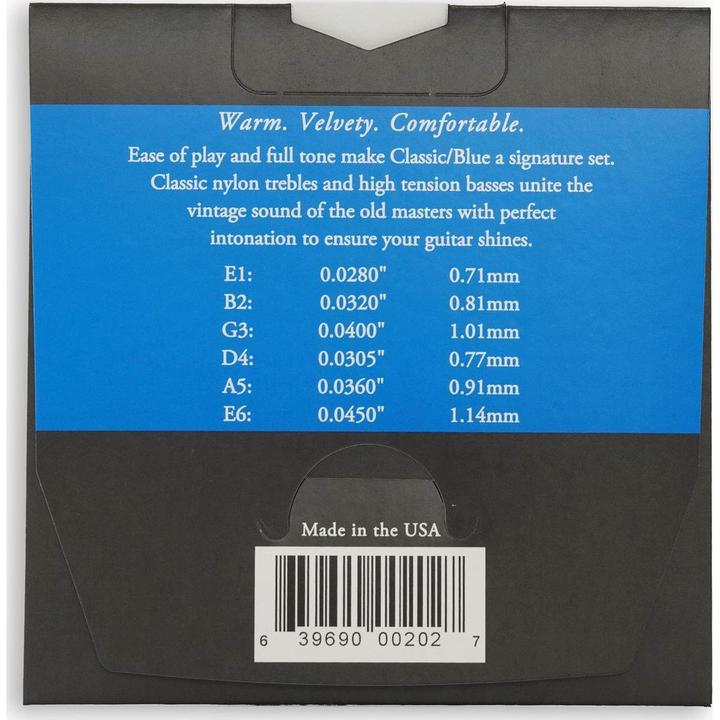 Warm. Velvety. Comfortable.
Ease of play and full tone make Classic/Blue a signature set.
Classic nylon trebles and high tension basses unite the
vintage sound of the old masters with perfect
intonation to ensure your guitar shines.
E1: 0.0280" 0.71mm
B2: 0.0320" 0.81mm
G3: 0.0400" 1.01mm
D4: 0.0305" 0.77mm
A5: 0.0360" 0.91mm
E6: 0.0450" 1.14mm
Made in the USA
6 39690 00202 7